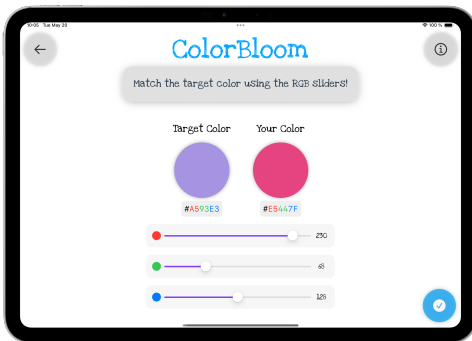 10:05 Tue May 20
100 %
ColorBloom
Match the target color using the RGB sliders!
Target Color Your Color
#A593E3 #E5447F
230
68
128